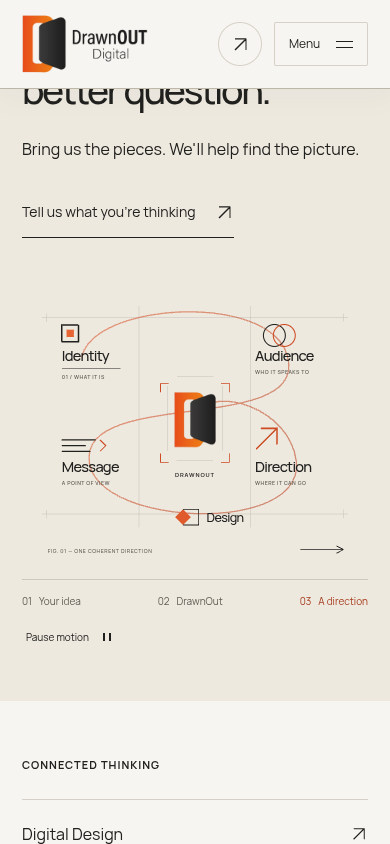 DrawnOUT
Digital
Menu
better question.
Bring us the pieces. We'll help find the picture.
Tell us what you're thinking
Identity
01 / WHAT IT IS
Audience
WHO IT SPEAKS TO
Message
A POINT OF VIEW
DRAWNOUT
Direction
WHERE IT CAN GO
Design
FIG. 01 — ONE COHERENT DIRECTION
01 Your idea
02 DrawnOut
03 A direction
Pause motion
CONNECTED THINKING
Digital Design